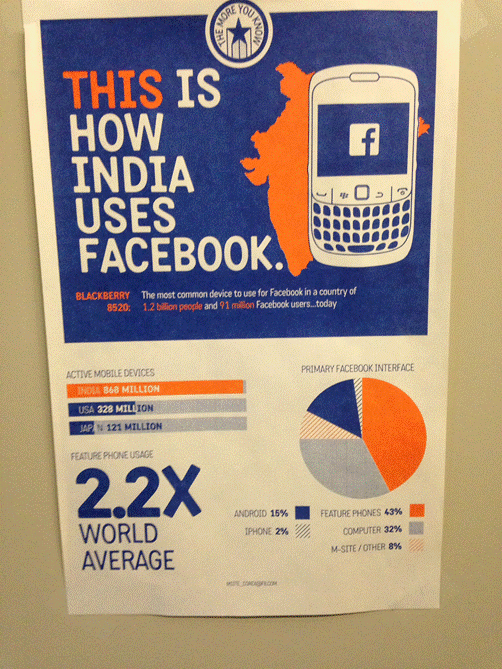 THE MORE YOU KNOW
THIS IS
HOW
INDIA
USES
FACEBOOK.
BLACKBERRY
8520:
The most common device to use for Facebook in a country of
1.2 billion people and 91 million Facebook users...today
ACTIVE MOBILE DEVICES
INDIA 868 MILLION
USA 328 MILLION
JAPAN 121 MILLION
FEATURE PHONE USAGE
2.2X
WORLD
AVERAGE
PRIMARY FACEBOOK INTERFACE
ANDROID 15%
IPHONE 2%
FEATURE PHONES 43%
COMPUTER 32%
M-SITE / OTHER 8%